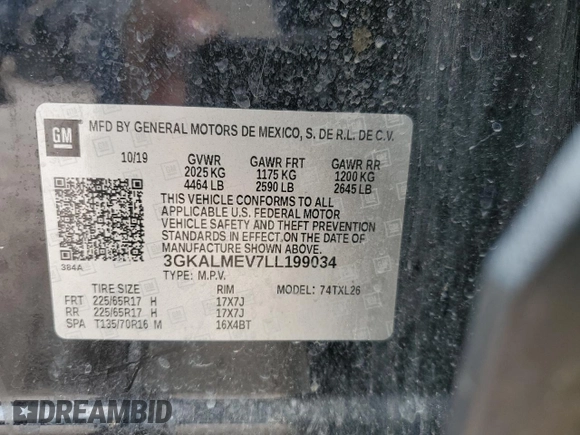 GM
MFD BY GENERAL MOTORS DE MEXICO, S. DE R.L. DE C.V.
10/19 GVWR GAWR FRT GAWR RR
2025 KG 1175 KG 1200 KG
4464 LB 2590 LB 2645 LB
THIS VEHICLE CONFORMS TO ALL
APPLICABLE U.S. FEDERAL MOTOR
VEHICLE SAFETY AND THEFT PREVENTION
STANDARDS IN EFFECT ON THE DATE OF
MANUFACTURE SHOWN ABOVE.
384A 3GKALMEV7LL199034
TYPE: M.P.V.
TIRE SIZE RIM MODEL: 74TXL26
FRT 225/65R17 H 17X7J
RR 225/65R17 H 17X7J
SPA T135/70R16 M 16X4BT
DREAMBID